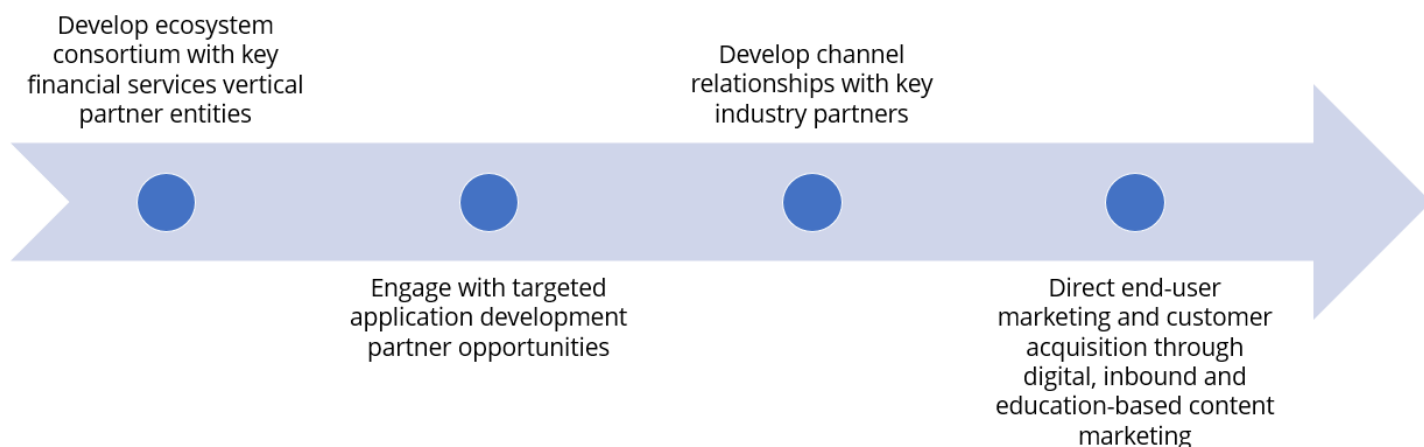 Develop ecosystem
consortium with key
financial services vertical
partner entities
Engage with targeted
application development
partner opportunities
Develop channel
relationships with key
industry partners
Direct end-user
marketing and customer
acquisition through
digital, inbound and
education-based content
marketing